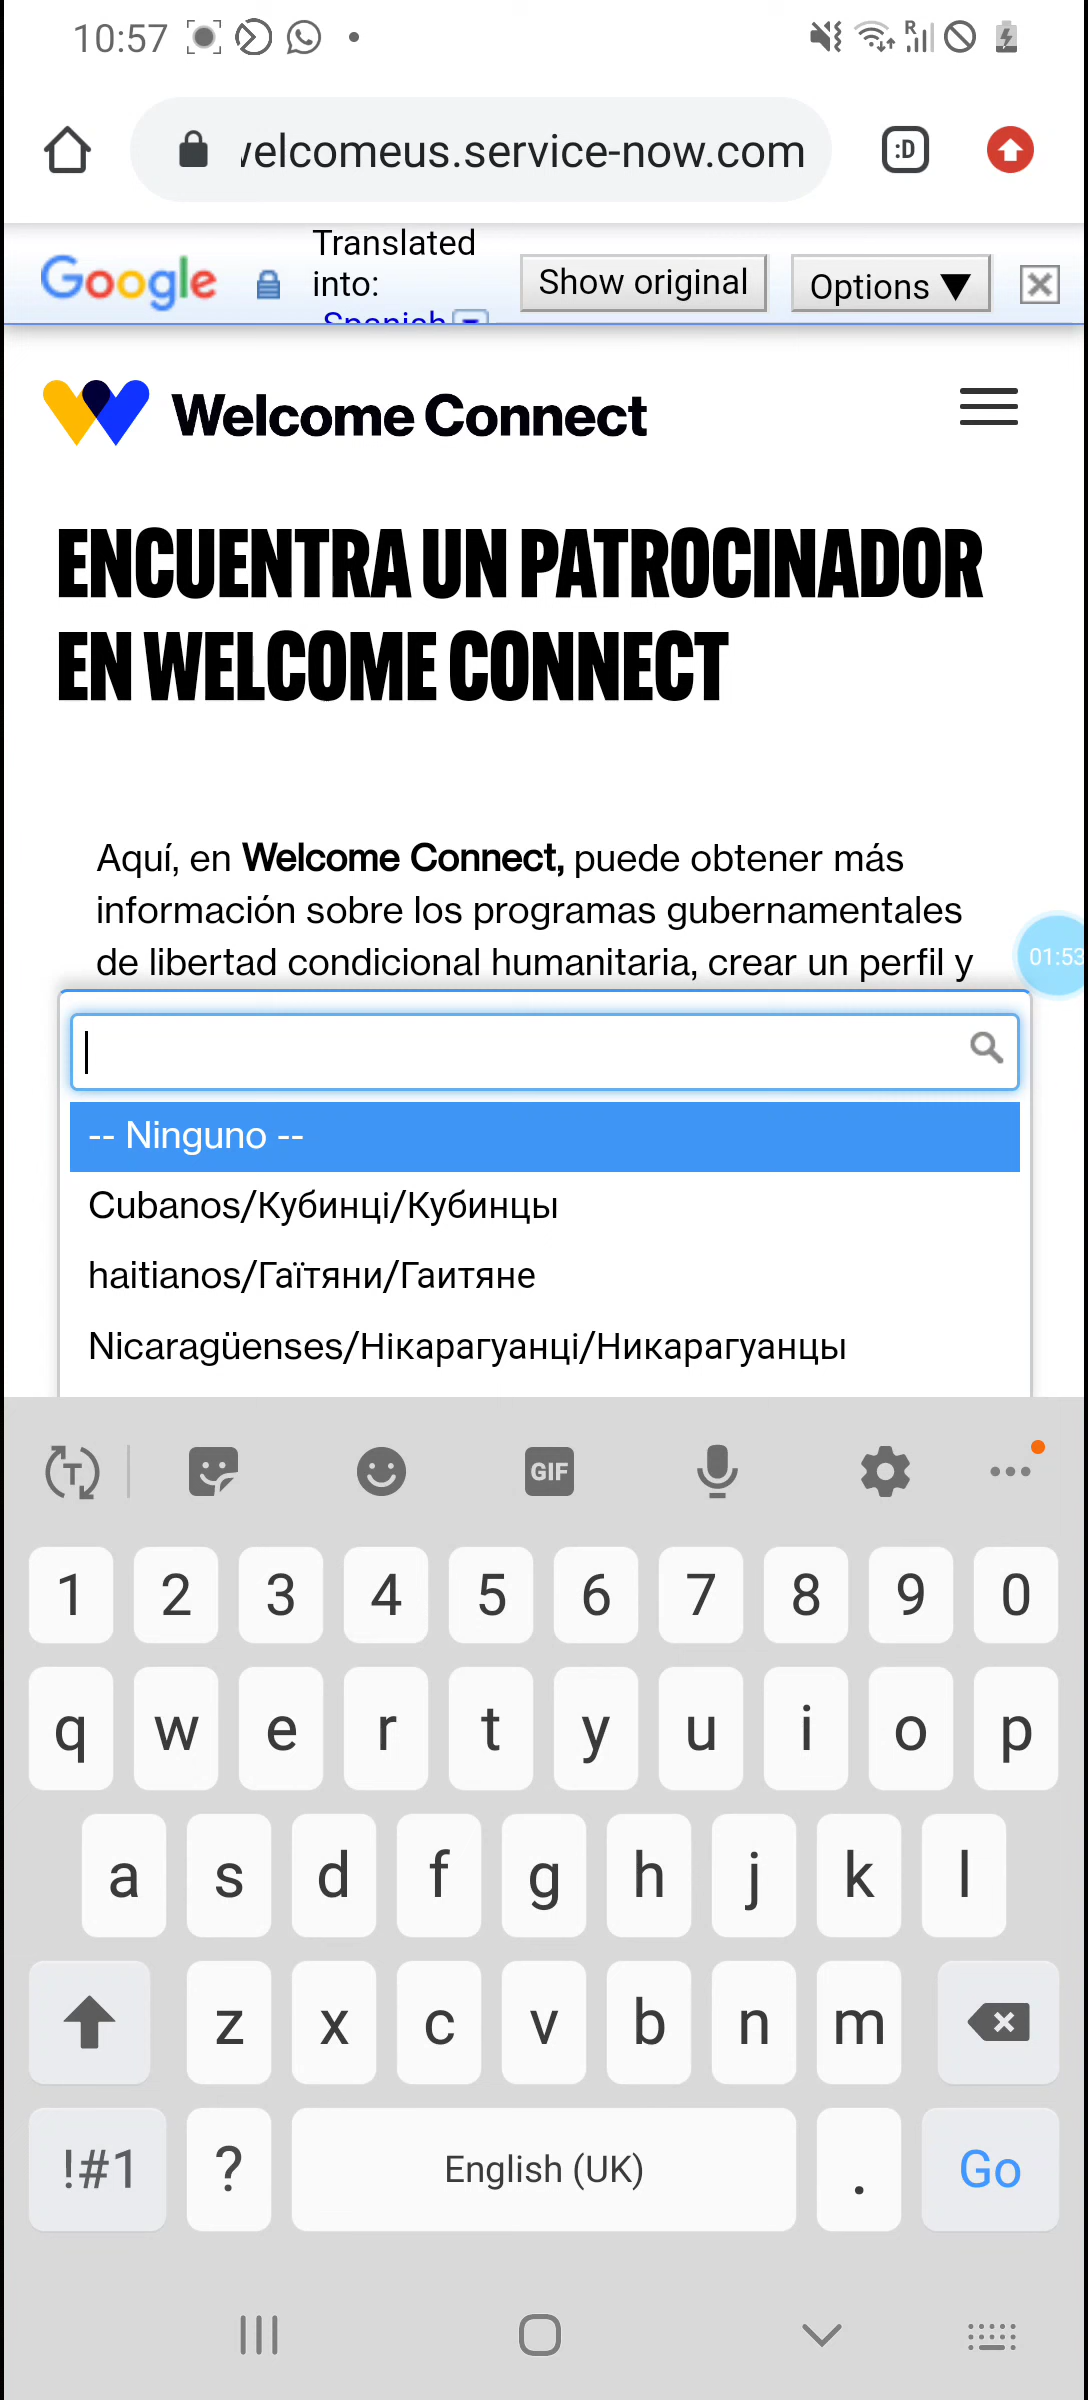 10:57
R
velcomeus.service-now.com
:D
Google
Translated
into:
Spanish
Show original
Options ▼
Welcome Connect
ENCUENTRA UN PATROCINADOR
EN WELCOME CONNECT
Aquí, en Welcome Connect, puede obtener más
información sobre los programas gubernamentales
de libertad condicional humanitaria, crear un perfil y
01:53
-- Ninguno --
Cubanos/Кубинці/Кубинцы
haitianos/Гаїтяни/Гаитяне
Nicaragüenses/Нікарагуанці/Никарагуанцы
T
GIF
1 2 3 4 5 6 7 8 9 0
q w e r t y u i o p
a s d f g h j k l
z x c v b n m
!#1 ? English (UK) . Go